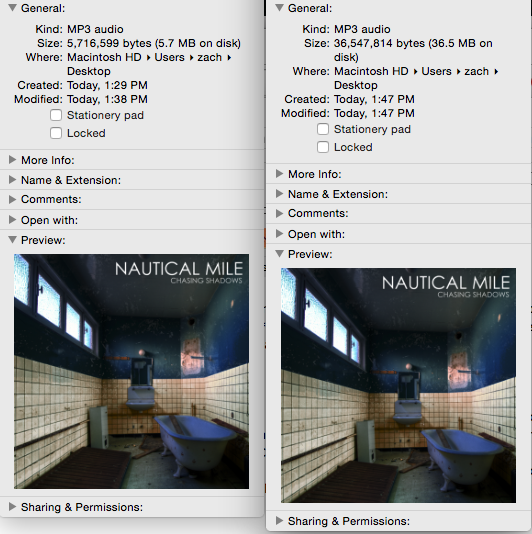 General:
Kind: MP3 audio
Size: 5,716,599 bytes (5.7 MB on disk)
Where: Macintosh HD ▸ Users ▸ zach ▸
Desktop
Created: Today, 1:29 PM
Modified: Today, 1:38 PM
Stationery pad
Locked
More Info:
Name & Extension:
Comments:
Open with:
Preview:
NAUTICAL MILE
CHASING SHADOWS
Sharing & Permissions:
General:
Kind: MP3 audio
Size: 36,547,814 bytes (36.5 MB on
disk)
Where: Macintosh HD ▸ Users ▸ zach ▸
Desktop
Created: Today, 1:47 PM
Modified: Today, 1:47 PM
Stationery pad
Locked
More Info:
Name & Extension:
Comments:
Open with:
Preview:
NAUTICAL MILE
CHASING SHADOWS
Sharing & Permissions: